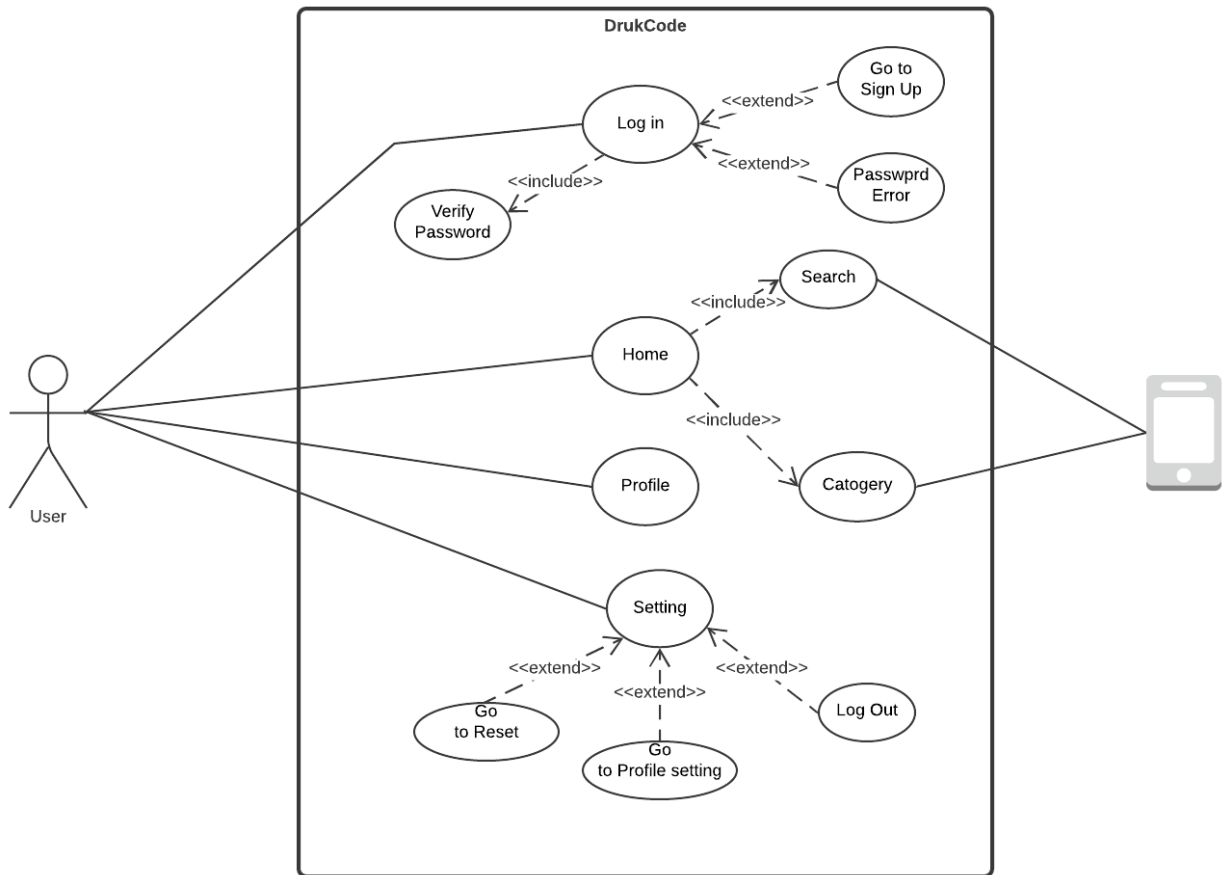 DrukCode
Go to
Sign Up
<<extend>>
Log in
<<extend>>
Passwprd
Error
<<include>>
Verify
Password
Search
<<include>>
Home
<<include>>
Profile
Catogery
User
Setting
<<extend>>
<<extend>>
<<extend>>
Go
to Reset
Log Out
Go
to Profile setting